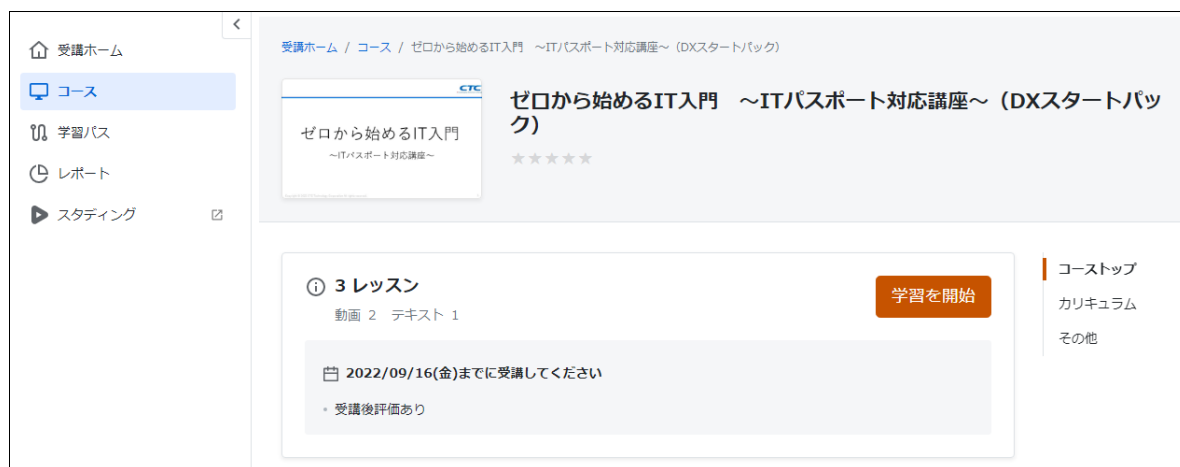 受講ホーム
コース
学習パス
レポート
スタディング
受講ホーム / コース / ゼロから始めるIT入門　～ITパスポート対応講座～（DXスタートパック）
CTC
ゼロから始めるIT入門
～ITパスポート対応講座～
ゼロから始めるIT入門　～ITパスポート対応講座～（DXスタートパッ
ク）
3 レッスン
動画 2　テキスト 1
学習を開始
2022/09/16(金)までに受講してください
受講後評価あり
コーストップ
カリキュラム
その他